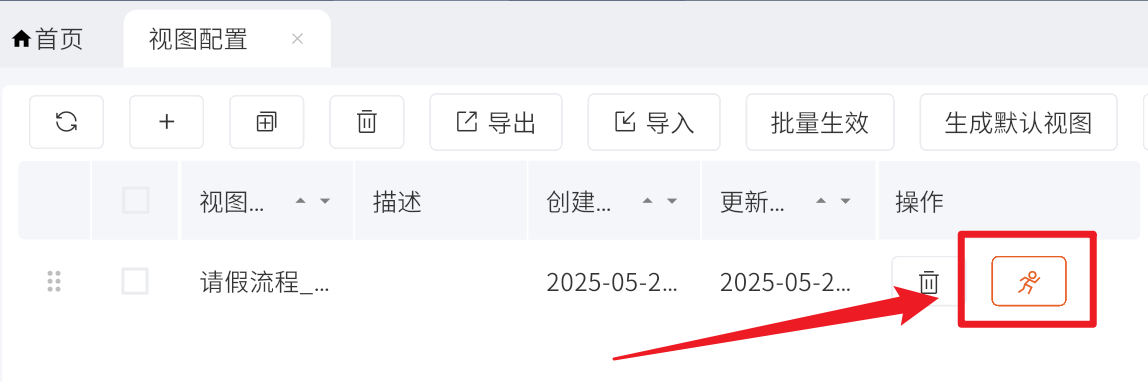 首页 视图配置
导出 导入 批量生效 生成默认视图
视图... 描述 创建... 更新... 操作
请假流程_... 2025-05-2... 2025-05-2...